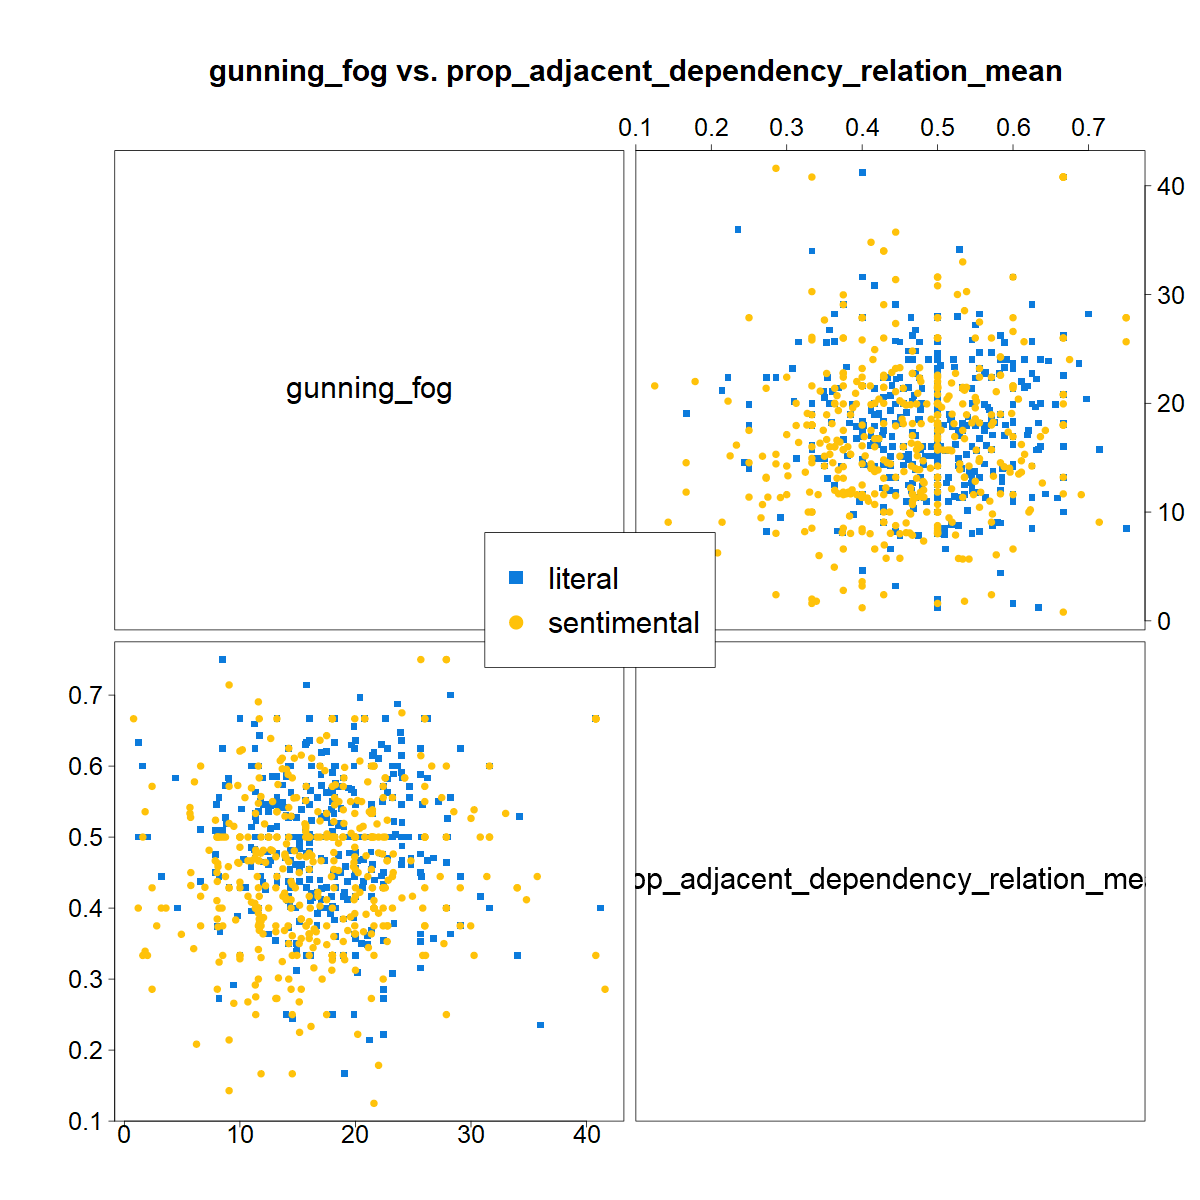 gunning_fog vs. prop_adjacent_dependency_relation_mean
0.1 0.2 0.3 0.4 0.5 0.6 0.7
gunning_fog
40
30
20
10
0
literal
sentimental
0.7
0.6
0.5
0.4
0.3
0.2
0.1
op_adjacent_dependency_relation_me
0 10 20 30 40